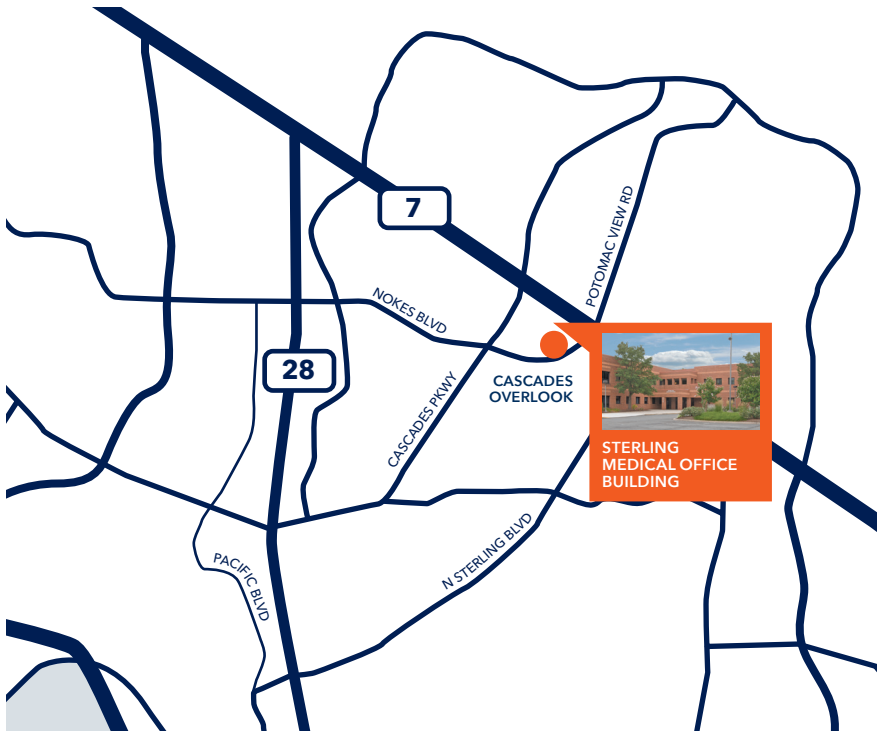 7
POTOMAC VIEW RD
NOKES BLVD
28
CASCADES
OVERLOOK
CASCADES PKWY
STERLING
MEDICAL OFFICE
BUILDING
N STERLING BLVD
PACIFIC BLVD